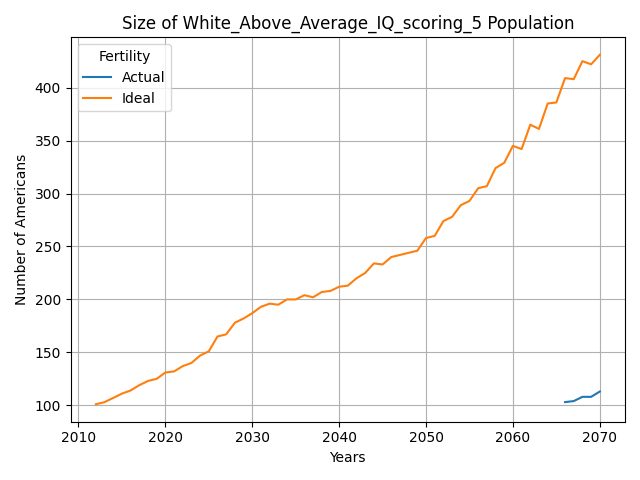 Size of White_Above_Average_IQ_scoring_5 Population
Fertility
Actual
Ideal
Number of Americans
400
350
300
250
200
150
100
2010 2020 2030 2040 2050 2060 2070
Years